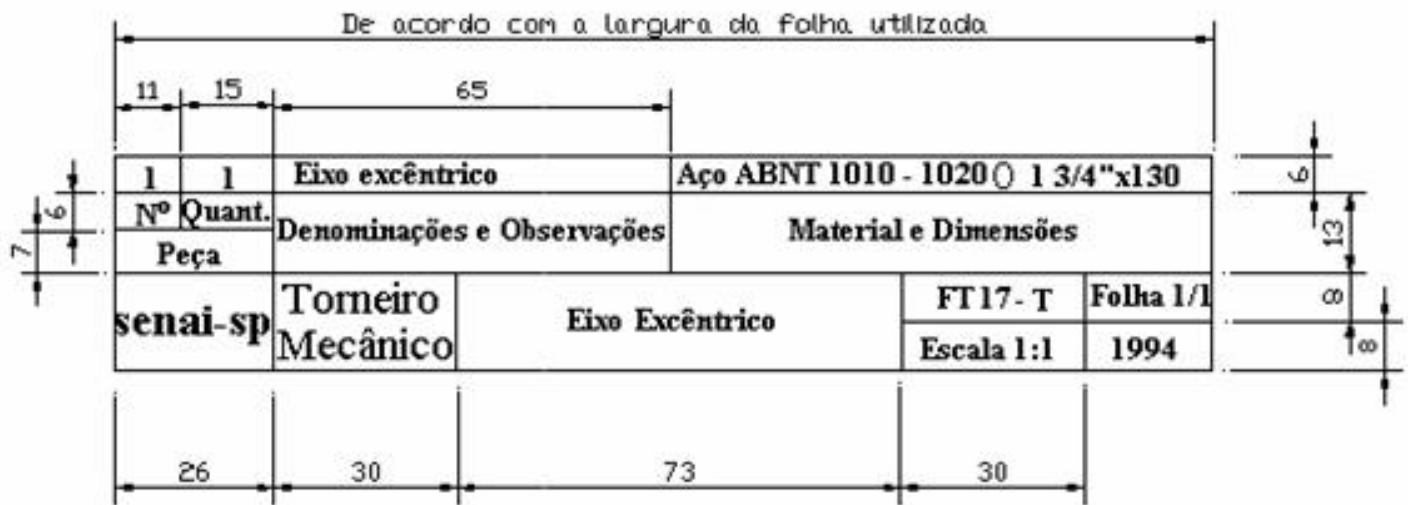 De acordo com a largura da folha utilizada
11 15 65
1 1 Eixo excêntrico Aço ABNT 1010 - 1020 Ø 1 3/4"x130 6
6 Nº Quant. Denominações e Observações Material e Dimensões 13
7 Peça
senai-sp Torneiro Mecânico Eixo Excêntrico FT17- T Folha 1/1 8
Escala 1:1 1994 8
26 30 73 30